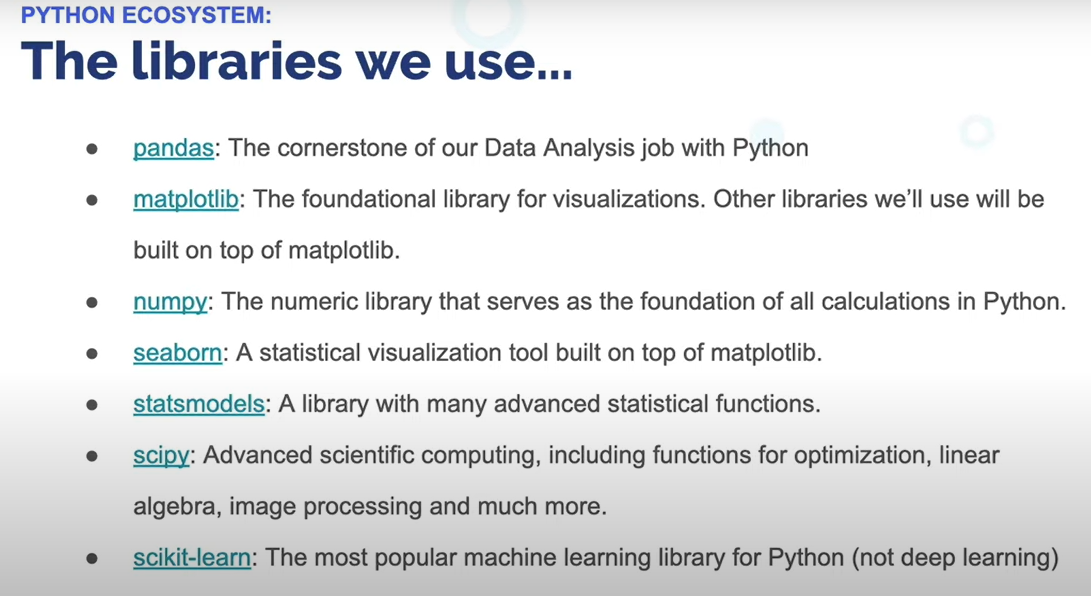 PYTHON ECOSYSTEM:
The libraries we use...
● pandas: The cornerstone of our Data Analysis job with Python
● matplotlib: The foundational library for visualizations. Other libraries we’ll use will be
built on top of matplotlib.
● numpy: The numeric library that serves as the foundation of all calculations in Python.
● seaborn: A statistical visualization tool built on top of matplotlib.
● statsmodels: A library with many advanced statistical functions.
● scipy: Advanced scientific computing, including functions for optimization, linear
algebra, image processing and much more.
● scikit-learn: The most popular machine learning library for Python (not deep learning)